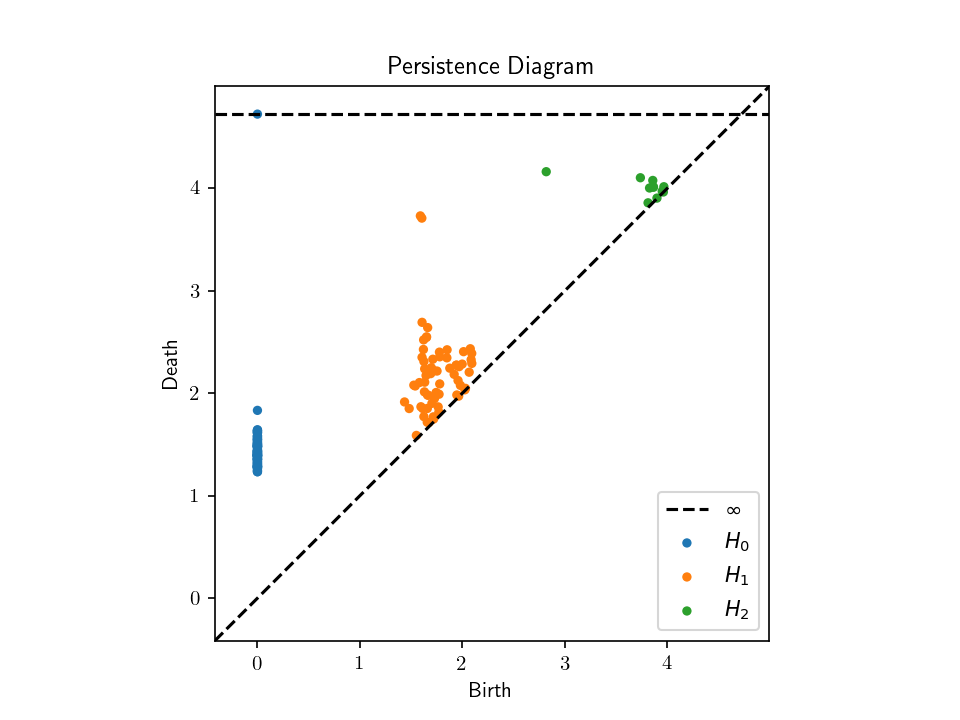 Persistence Diagram
Death
4
3
2
1
0
0 1 2 3 4
Birth
∞
H₀
H₁
H₂